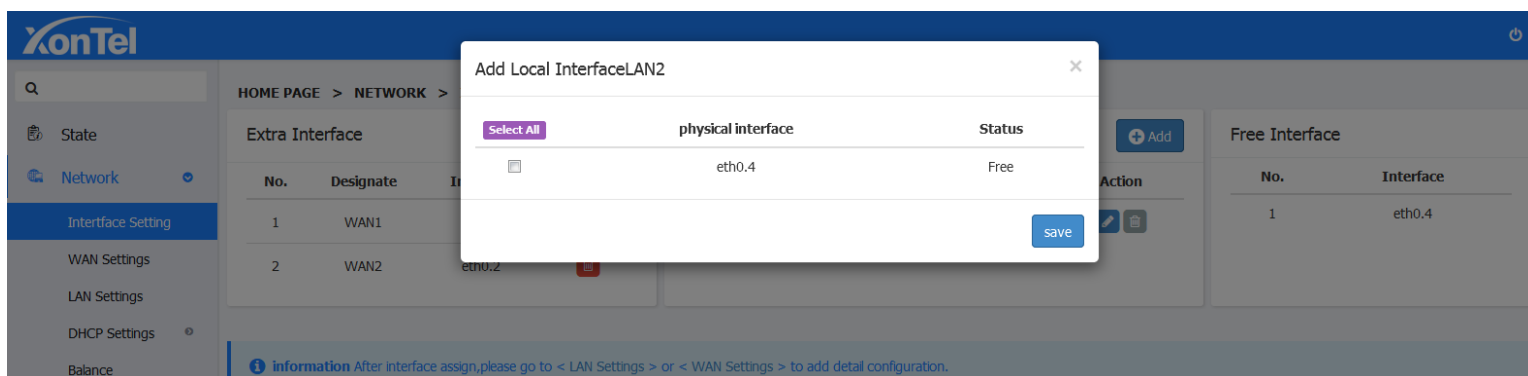 XonTel
Add Local InterfaceLAN2
×
HOME PAGE > NETWORK >
Select All physical interface Status
eth0.4 Free
save
State
Network
Intertface Setting
WAN Settings
LAN Settings
DHCP Settings
Balance
Extra Interface
No. Designate
1 WAN1
2 WAN2 eth0.2
Add
Action
Free Interface
No. Interface
1 eth0.4
information After interface assign,please go to < LAN Settings > or < WAN Settings > to add detail configuration.